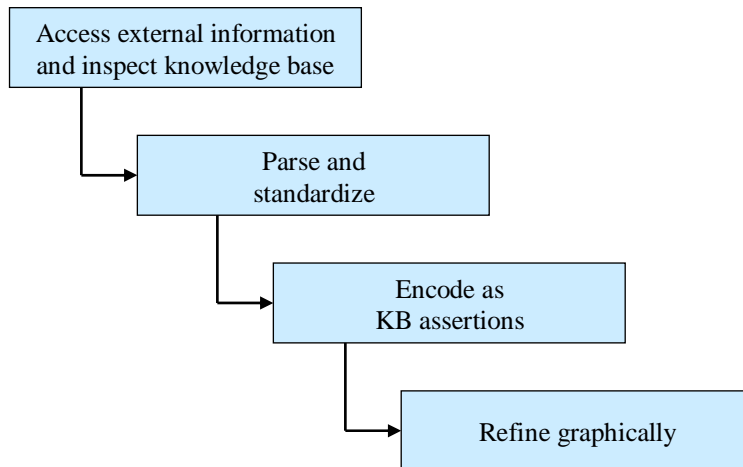 Access external information
and inspect knowledge base
Parse and
standardize
Encode as
KB assertions
Refine graphically